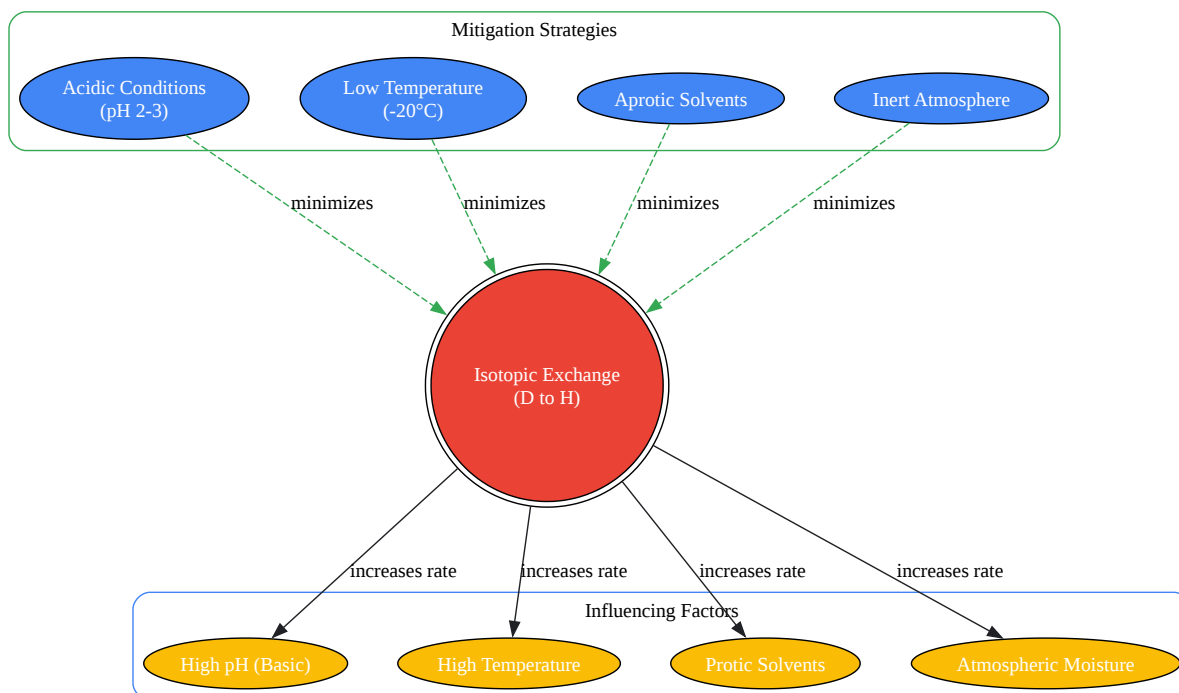 Mitigation Strategies
Acidic Conditions
(pH 2-3)
Low Temperature
(-20°C)
Aprotic Solvents
Inert Atmosphere
minimizes
minimizes
minimizes
minimizes
Isotopic Exchange
(D to H)
increases rate
increases rate
increases rate
increases rate
Influencing Factors
High pH (Basic)
High Temperature
Protic Solvents
Atmospheric Moisture